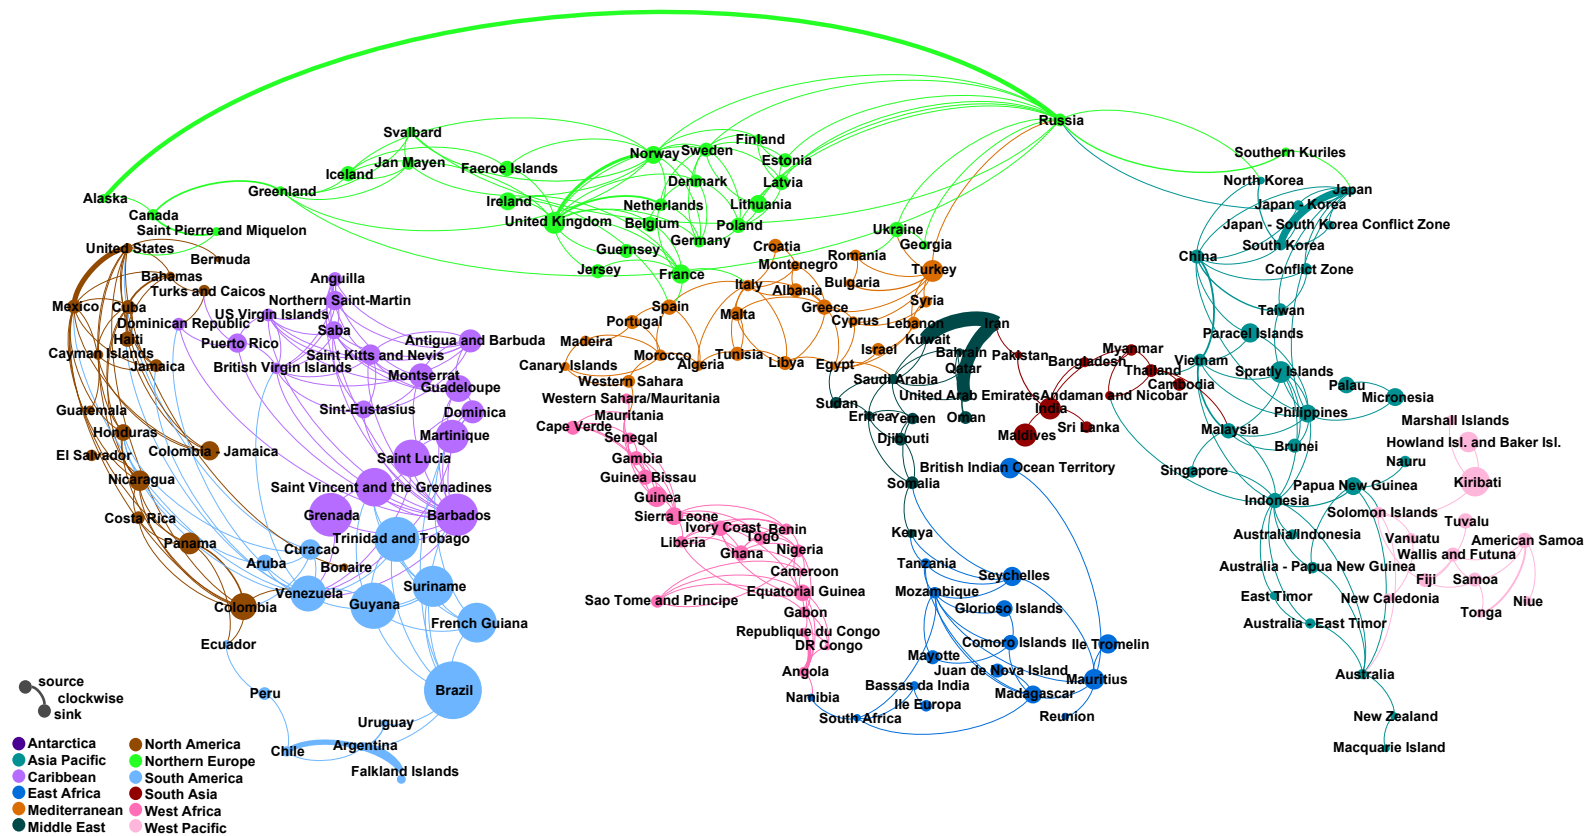 Russia
Svalbard
Finland
Norway
Sweden
Jan Mayen
Estonia
Southern Kuriles
Iceland
Faeroe Islands
Denmark
Latvia
North Korea
Japan
Greenland
Alaska
Ireland
Netherlands
Lithuania
Japan - Korea
Canada
United Kingdom
Belgium
Poland
Japan - South Korea Conflict Zone
Saint Pierre and Miquelon
Ukraine
Germany
Georgia
South Korea
United States
Guernsey
Croatia
China
Bermuda
Romania
Montenegro
Conflict Zone
Bahamas
Jersey
France
Turkey
Anguilla
Bulgaria
Italy
Albania
Turks and Caicos
Northern Saint-Martin
Syria
Mexico
Cuba
Spain
Greece
Taiwan
US Virgin Islands
Malta
Dominican Republic
Portugal
Cyprus
Lebanon
Iran
Saba
Haiti
Puerto Rico
Antigua and Barbuda
Madeira
Kuwait
Paracel Islands
Cayman Islands
Saint Kitts and Nevis
Morocco
Tunisia
Israel
Bahrain
Pakistan
Myanmar
Jamaica
British Virgin Islands
Canary Islands
Algeria
Libya
Egypt
Qatar
Bangladesh
Vietnam
Montserrat
Saudi Arabia
Thailand
Spratly Islands
Western Sahara
Guadeloupe
Cambodia
Palau
United Arab Emirates
Andaman and Nicobar
Western Sahara/Mauritania
Micronesia
Guatemala
Sint-Eustasius
Dominica
Mauritania
Sudan
Eritrea
Yemen
Oman
India
Philippines
Cape Verde
Sri Lanka
Marshall Islands
Honduras
Martinique
Senegal
Djibouti
Maldives
Malaysia
Brunei
Howland Isl. and Baker Isl.
El Salvador
Colombia - Jamaica
Saint Lucia
Gambia
British Indian Ocean Territory
Singapore
Nauru
Nicaragua
Guinea Bissau
Somalia
Papua New Guinea
Kiribati
Saint Vincent and the Grenadines
Guinea
Indonesia
Solomon Islands
Costa Rica
Grenada
Barbados
Sierra Leone
Tuvalu
Ivory Coast
Benin
Kenya
Australia/Indonesia
Vanuatu
American Samoa
Panama
Trinidad and Tobago
Liberia
Togo
Ghana
Nigeria
Curacao
Wallis and Futuna
Aruba
Bonaire
Cameroon
Tanzania
Seychelles
Australia - Papua New Guinea
Fiji
Samoa
Venezuela
Suriname
Equatorial Guinea
Mozambique
East Timor
New Caledonia
Niue
Colombia
Guyana
Sao Tome and Principe
Gabon
Glorioso Islands
Tonga
French Guiana
Republique du Congo
Australia - East Timor
Ecuador
DR Congo
Comoro Islands
Ile Tromelin
Mayotte
Angola
Juan de Nova Island
Australia
source
clockwise
sink
Peru
Brazil
Bassas da India
Mauritius
Namibia
Madagascar
Ile Europa
Uruguay
South Africa
Reunion
New Zealand
Chile
Argentina
Macquarie Island
Falkland Islands
Antarctica
Asia Pacific
Caribbean
East Africa
Mediterranean
Middle East
North America
Northern Europe
South America
South Asia
West Africa
West Pacific